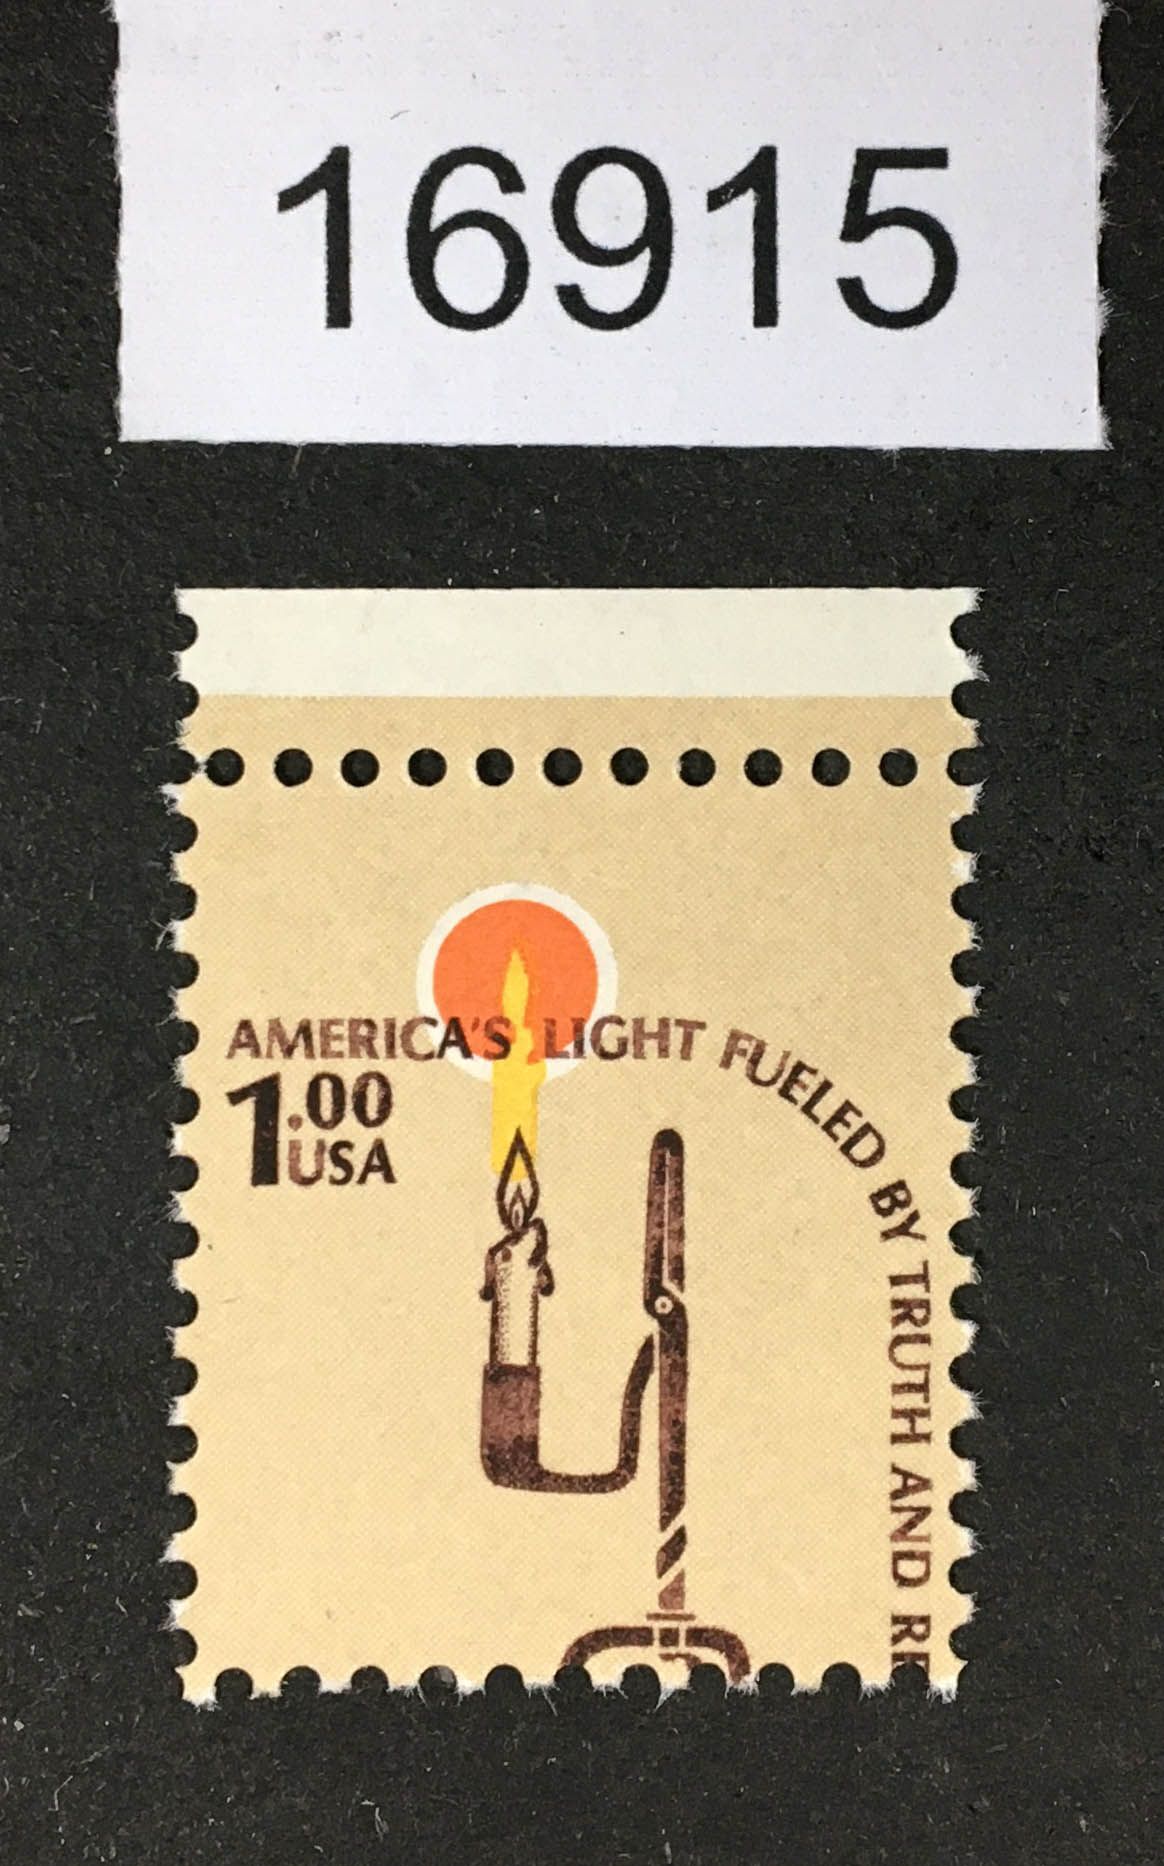 16915
AMERICA'S LIGHT FUELED BY TRUTH AND RE
1.00
USA